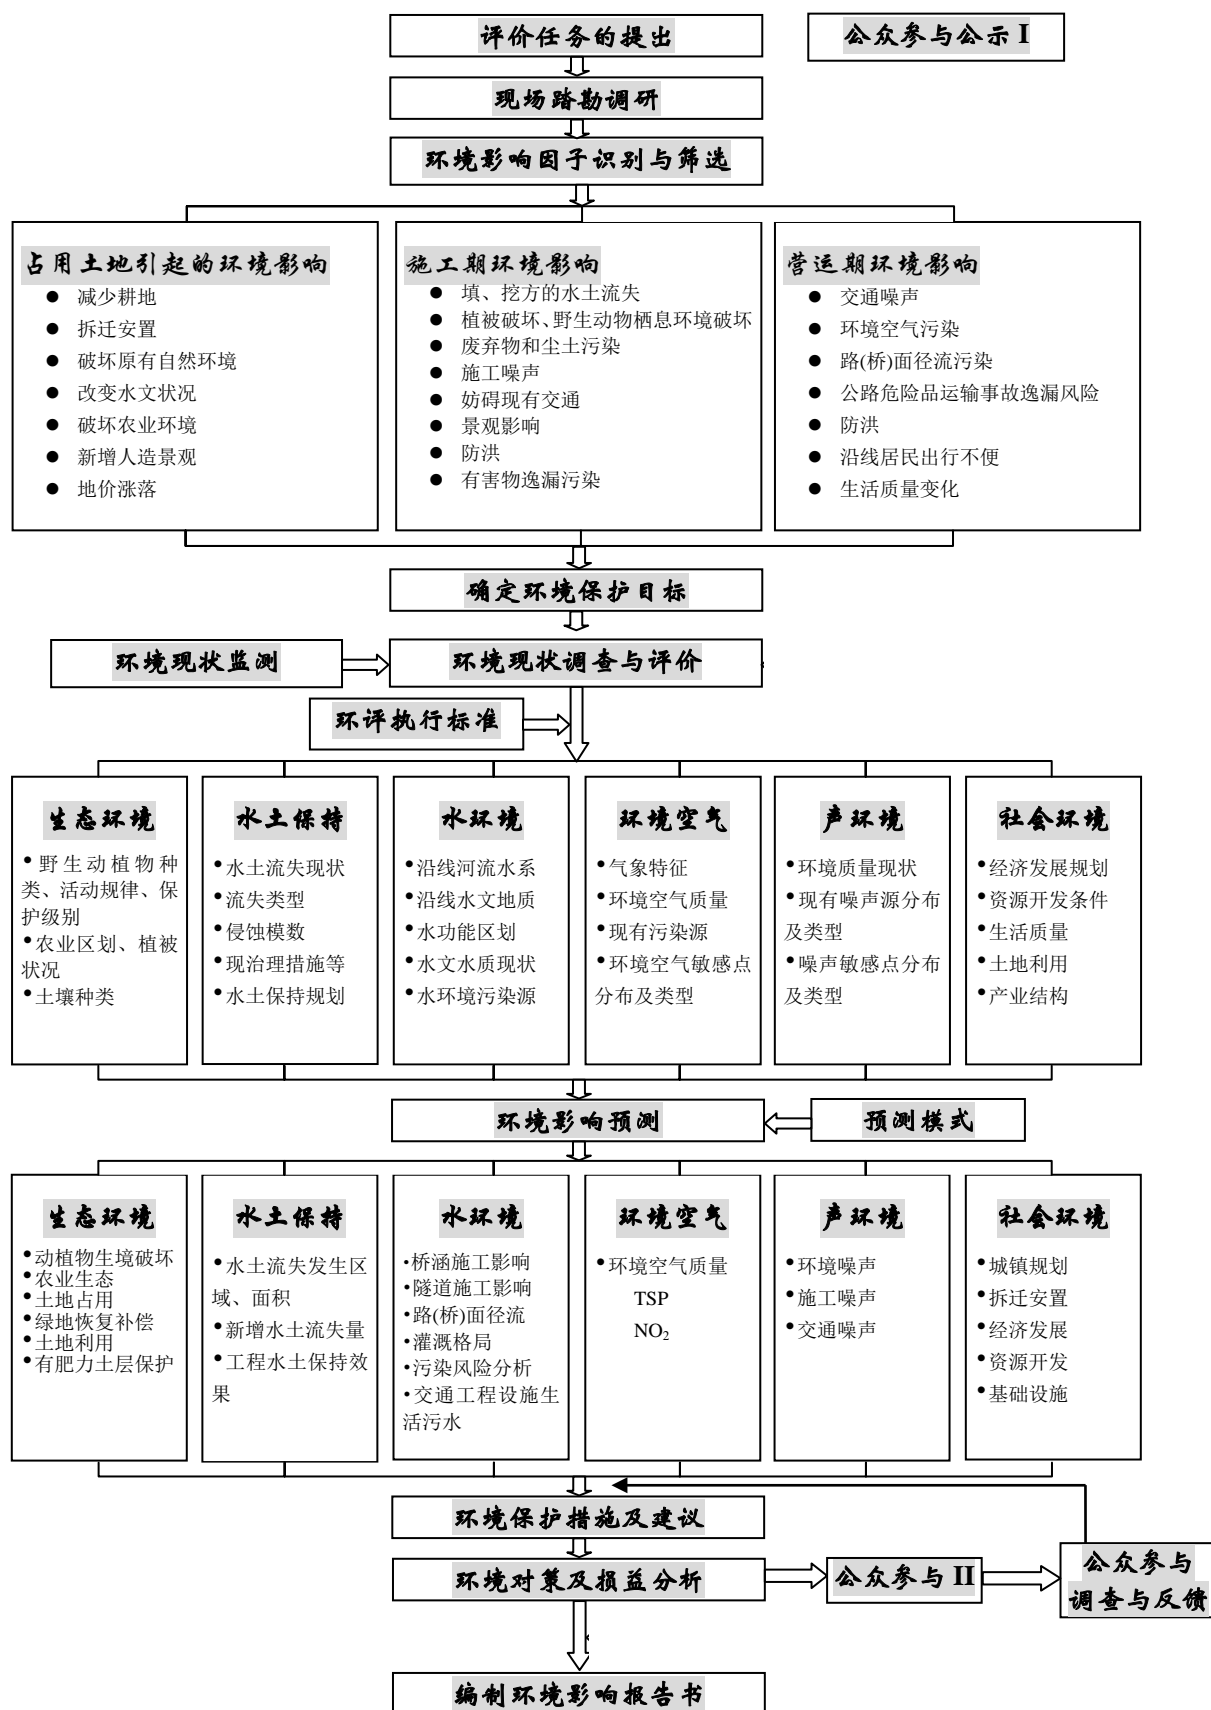 评价任务的提出
公众参与公示 I
现场踏勘调研
环境影响因子识别与筛选
占用土地引起的环境影响
● 减少耕地
● 拆迁安置
● 破坏原有自然环境
● 改变水文状况
● 破坏农业环境
● 新增人造景观
● 地价涨落
施工期环境影响
● 填、挖方的水土流失
● 植被破坏、野生动物栖息环境破坏
● 废弃物和尘土污染
● 施工噪声
● 妨碍现有交通
● 景观影响
● 防洪
● 有害物逸漏污染
营运期环境影响
● 交通噪声
● 环境空气污染
● 路(桥)面径流污染
● 公路危险品运输事故逸漏风险
● 防洪
● 沿线居民出行不便
● 生活质量变化
确定环境保护目标
环境现状监测
环境现状调查与评价
环评执行标准
生态环境
•野生动植物种
类、活动规律、保
护级别
•农业区划、植被
状况
•土壤种类
水土保持
•水土流失现状
•流失类型
•侵蚀模数
•现治理措施等
•水土保持规划
水环境
•沿线河流水系
•沿线水文地质
•水功能区划
•水文水质现状
•水环境污染源
环境空气
•气象特征
•环境空气质量
•现有污染源
•环境空气敏感点
分布及类型
声环境
•环境质量现状
•现有噪声源分布
及类型
•噪声敏感点分布
及类型
社会环境
•经济发展规划
•资源开发条件
•生活质量
•土地利用
•产业结构
环境影响预测
预测模式
生态环境
•动植物生境破坏
•农业生态
•土地占用
•绿地恢复补偿
•土地利用
•有肥力土层保护
水土保持
•水土流失发生区
域、面积
•新增水土流失量
•工程水土保持效
果
水环境
•桥涵施工影响
•隧道施工影响
•路(桥)面径流
•灌溉格局
•污染风险分析
•交通工程设施生
活污水
环境空气
•环境空气质量
TSP
NO₂
声环境
•环境噪声
•施工噪声
•交通噪声
社会环境
•城镇规划
•拆迁安置
•经济发展
•资源开发
•基础设施
环境保护措施及建议
环境对策及损益分析
公众参与 II
公众参与
调查与反馈
编制环境影响报告书